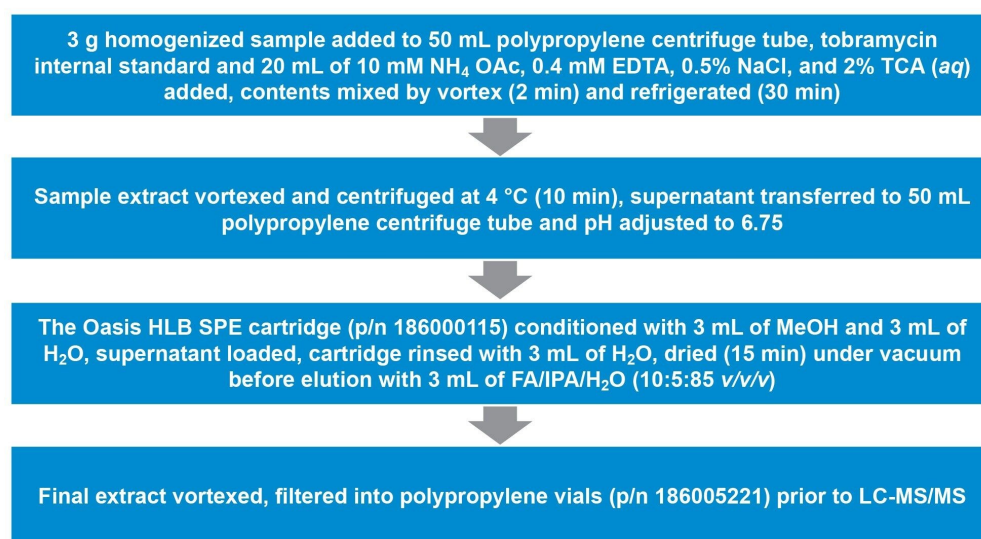 3 g homogenized sample added to 50 mL polypropylene centrifuge tube, tobramycin
internal standard and 20 mL of 10 mM NH₄ OAc, 0.4 mM EDTA, 0.5% NaCl, and 2% TCA (aq)
added, contents mixed by vortex (2 min) and refrigerated (30 min)
Sample extract vortexed and centrifuged at 4 °C (10 min), supernatant transferred to 50 mL
polypropylene centrifuge tube and pH adjusted to 6.75
The Oasis HLB SPE cartridge (p/n 186000115) conditioned with 3 mL of MeOH and 3 mL of
H₂O, supernatant loaded, cartridge rinsed with 3 mL of H₂O, dried (15 min) under vacuum
before elution with 3 mL of FA/IPA/H₂O (10:5:85 v/v/v)
Final extract vortexed, filtered into polypropylene vials (p/n 186005221) prior to LC-MS/MS